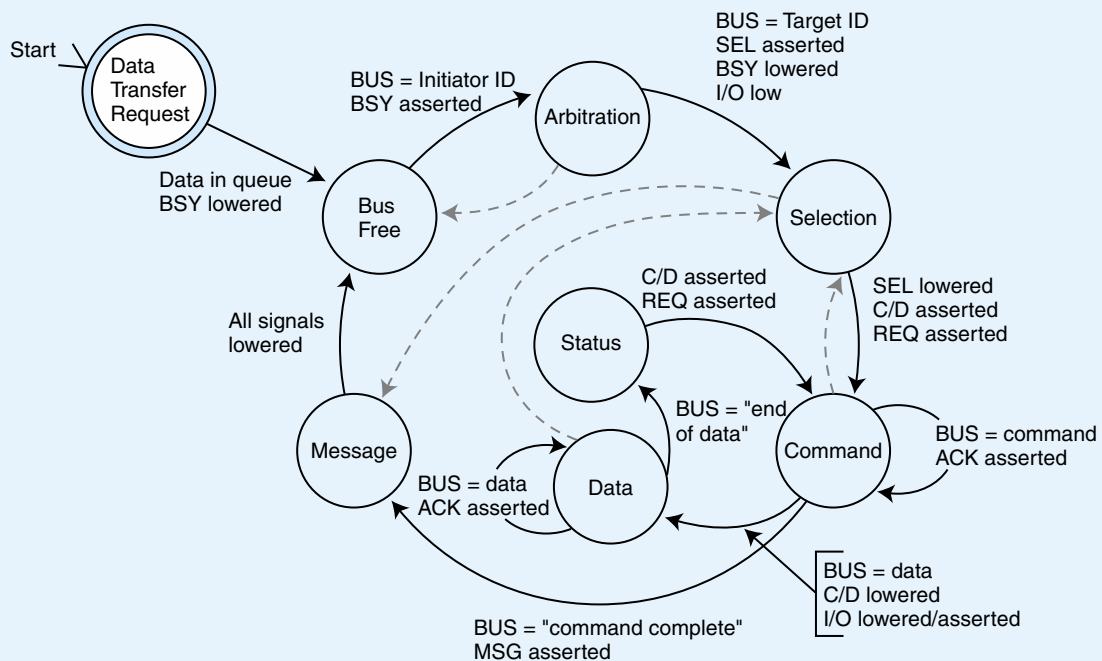 Start
Data
Transfer
Request
Data in queue
BSY lowered
BUS = Initiator ID
BSY asserted
Arbitration
BUS = Target ID
SEL asserted
BSY lowered
I/O low
Bus
Free
Selection
All signals
lowered
C/D asserted
REQ asserted
SEL lowered
C/D asserted
REQ asserted
Status
BUS = "end
of data"
Message
BUS = data
ACK asserted
Data
Command
BUS = command
ACK asserted
BUS = data
C/D lowered
I/O lowered/asserted
BUS = "command complete"
MSG asserted